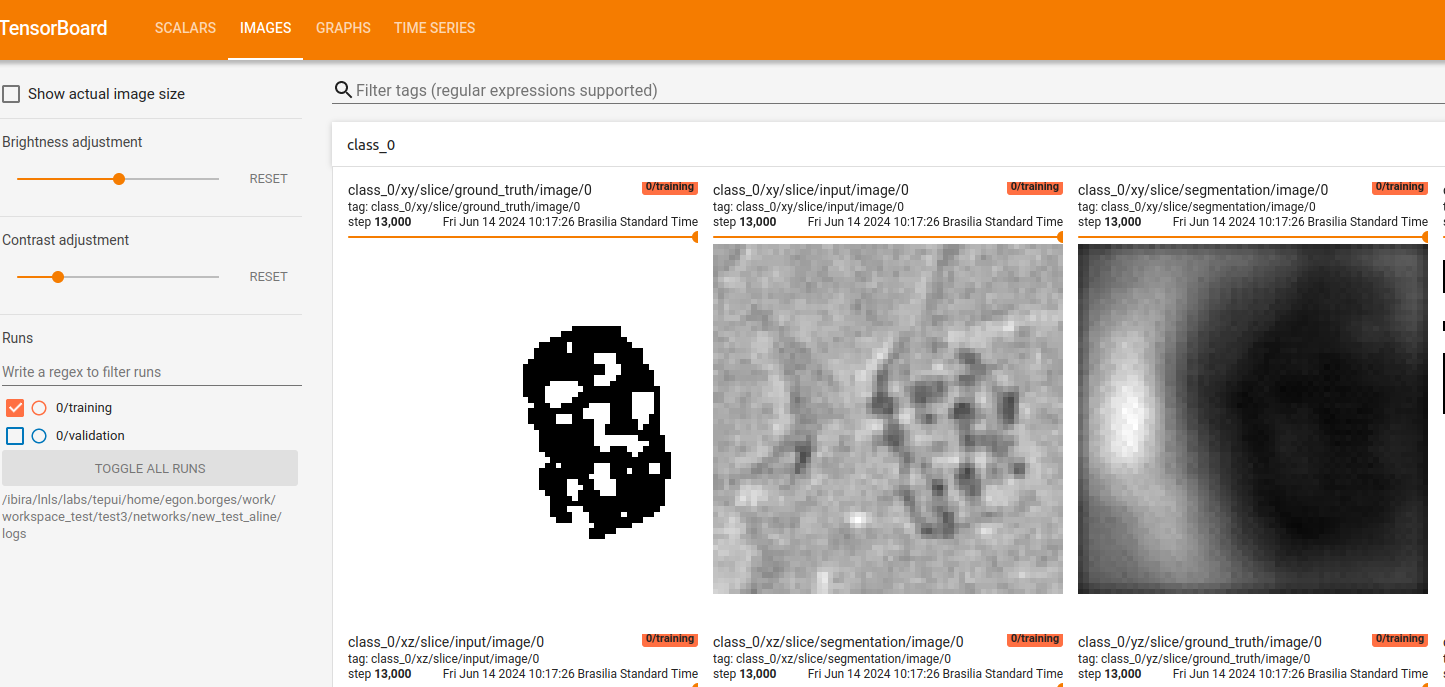 TensorBoard
SCALARS
IMAGES
GRAPHS
TIME SERIES
Show actual image size
Brightness adjustment
RESET
Contrast adjustment
RESET
Runs
Write a regex to filter runs
0/training
0/validation
TOGGLE ALL RUNS
/ibira/lnls/labs/tepui/home/egon.borges/work/
workspace_test/test3/networks/new_test_aline/
logs
Filter tags (regular expressions supported)
class_0
class_0/xy/slice/ground_truth/image/0
0/training
tag: class_0/xy/slice/ground_truth/image/0
step 13,000
Fri Jun 14 2024 10:17:26 Brasilia Standard Time
class_0/xy/slice/input/image/0
0/training
tag: class_0/xy/slice/input/image/0
step 13,000
Fri Jun 14 2024 10:17:26 Brasilia Standard Time
class_0/xy/slice/segmentation/image/0
0/training
tag: class_0/xy/slice/segmentation/image/0
step 13,000
Fri Jun 14 2024 10:17:26 Brasilia Standard Time
class_0/xz/slice/input/image/0
0/training
tag: class_0/xz/slice/input/image/0
step 13,000
Fri Jun 14 2024 10:17:26 Brasilia Standard Time
class_0/xz/slice/segmentation/image/0
0/training
tag: class_0/xz/slice/segmentation/image/0
step 13,000
Fri Jun 14 2024 10:17:26 Brasilia Standard Time
class_0/yz/slice/ground_truth/image/0
0/training
tag: class_0/yz/slice/ground_truth/image/0
step 13,000
Fri Jun 14 2024 10:17:26 Brasilia Standard Time